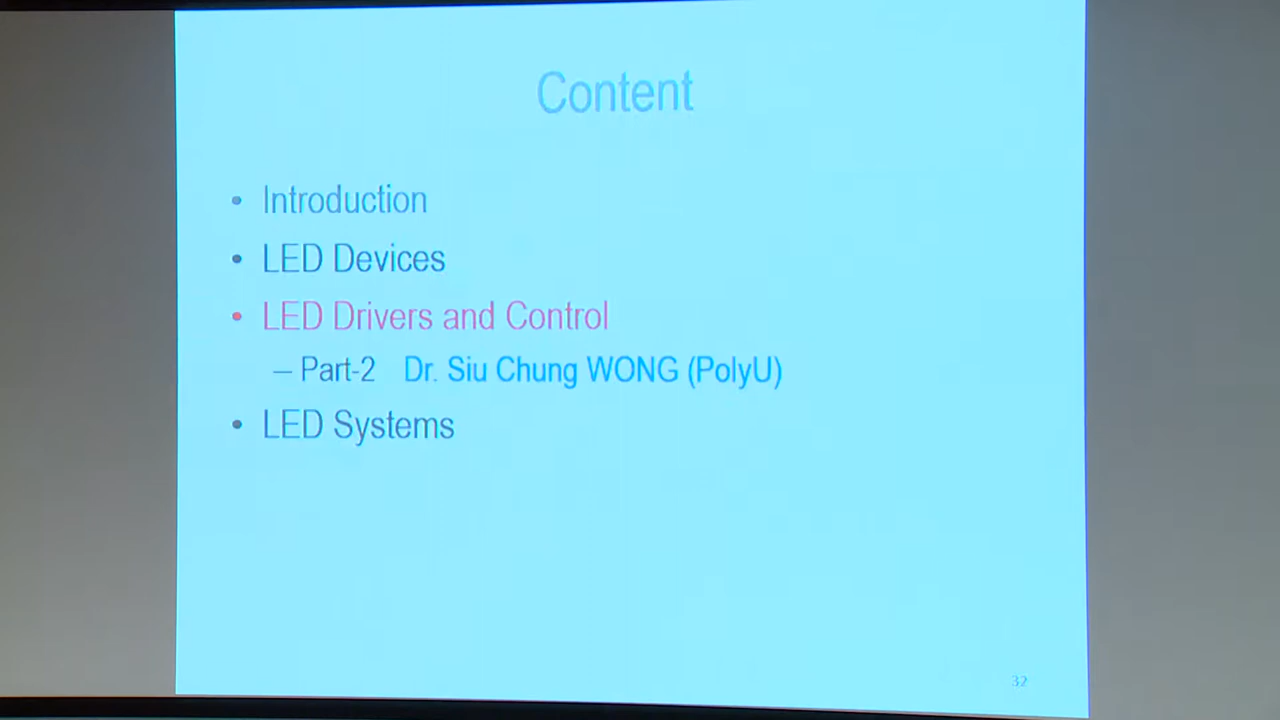 Content
• Introduction
• LED Devices
• LED Drivers and Control
– Part-2 Dr. Siu Chung WONG (PolyU)
• LED Systems
32